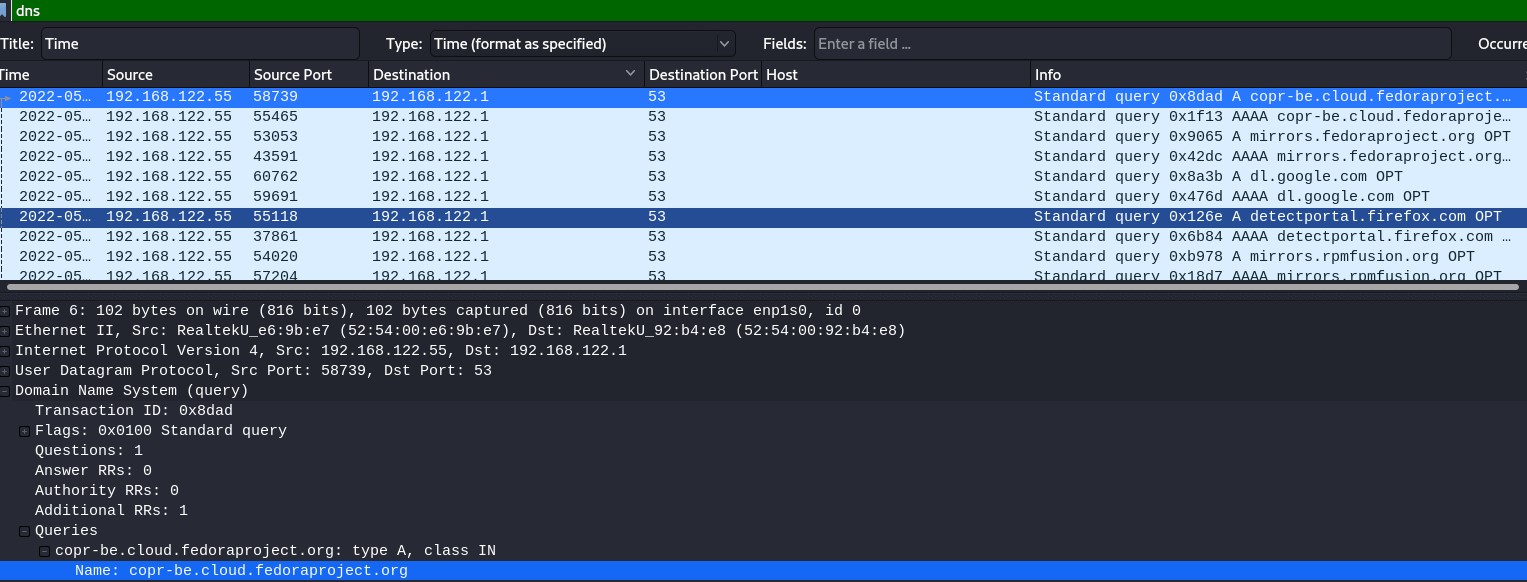 dns
Title: Time Type: Time (format as specified) Fields: Enter a field ... Occurre
Time Source Source Port Destination Destination Port Host Info
2022-05… 192.168.122.55 58739 192.168.122.1 53 Standard query 0x8dad A copr-be.cloud.fedoraproject.…
2022-05… 192.168.122.55 55465 192.168.122.1 53 Standard query 0x1f13 AAAA copr-be.cloud.fedoraproje…
2022-05… 192.168.122.55 53053 192.168.122.1 53 Standard query 0x9065 A mirrors.fedoraproject.org OPT
2022-05… 192.168.122.55 43591 192.168.122.1 53 Standard query 0x42dc AAAA mirrors.fedoraproject.org…
2022-05… 192.168.122.55 60762 192.168.122.1 53 Standard query 0x8a3b A dl.google.com OPT
2022-05… 192.168.122.55 59691 192.168.122.1 53 Standard query 0x476d AAAA dl.google.com OPT
2022-05… 192.168.122.55 55118 192.168.122.1 53 Standard query 0x126e A detectportal.firefox.com OPT
2022-05… 192.168.122.55 37861 192.168.122.1 53 Standard query 0x6b84 AAAA detectportal.firefox.com …
2022-05… 192.168.122.55 54020 192.168.122.1 53 Standard query 0xb978 A mirrors.rpmfusion.org OPT
2022-05… 192.168.122.55 57204 192.168.122.1 53 Standard query 0x18d7 AAAA mirrors.rpmfusion.org OPT
Frame 6: 102 bytes on wire (816 bits), 102 bytes captured (816 bits) on interface enp1s0, id 0
Ethernet II, Src: RealtekU_e6:9b:e7 (52:54:00:e6:9b:e7), Dst: RealtekU_92:b4:e8 (52:54:00:92:b4:e8)
Internet Protocol Version 4, Src: 192.168.122.55, Dst: 192.168.122.1
User Datagram Protocol, Src Port: 58739, Dst Port: 53
Domain Name System (query)
Transaction ID: 0x8dad
Flags: 0x0100 Standard query
Questions: 1
Answer RRs: 0
Authority RRs: 0
Additional RRs: 1
Queries
copr-be.cloud.fedoraproject.org: type A, class IN
Name: copr-be.cloud.fedoraproject.org